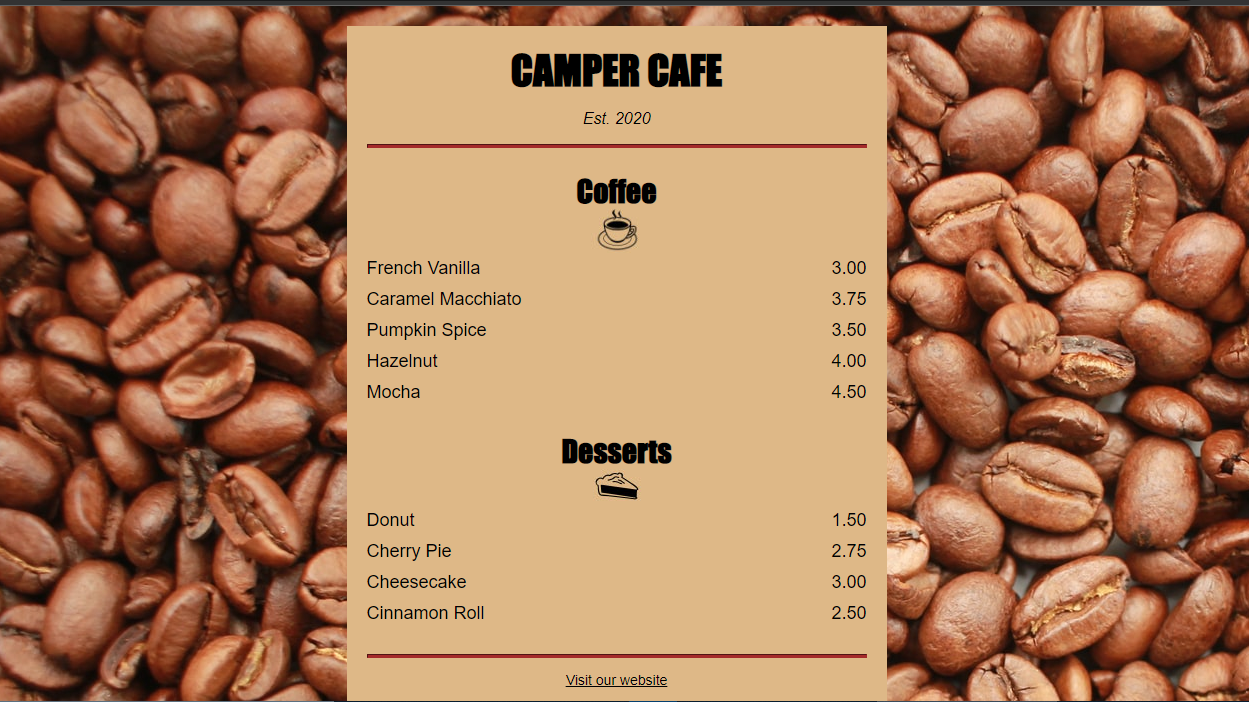 CAMPER CAFE
Est. 2020
Coffee
French Vanilla 3.00
Caramel Macchiato 3.75
Pumpkin Spice 3.50
Hazelnut 4.00
Mocha 4.50
Desserts
Donut 1.50
Cherry Pie 2.75
Cheesecake 3.00
Cinnamon Roll 2.50
Visit our website